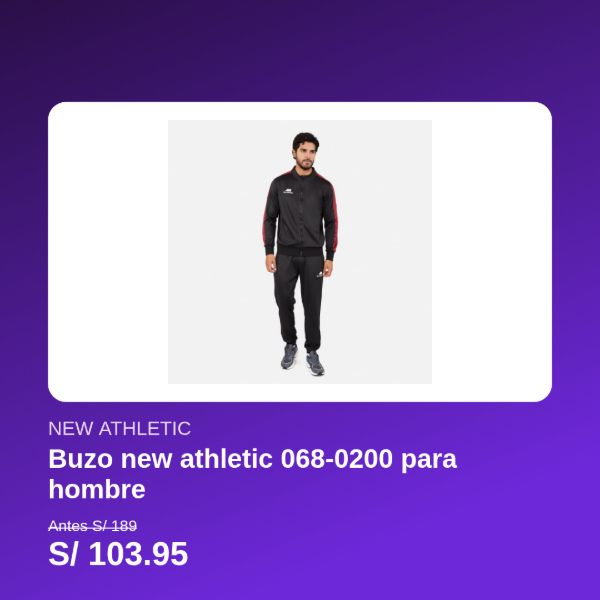 NEW ATHLETIC
Buzo new athletic 068-0200 para
hombre
Antes S/ 189
S/ 103.95